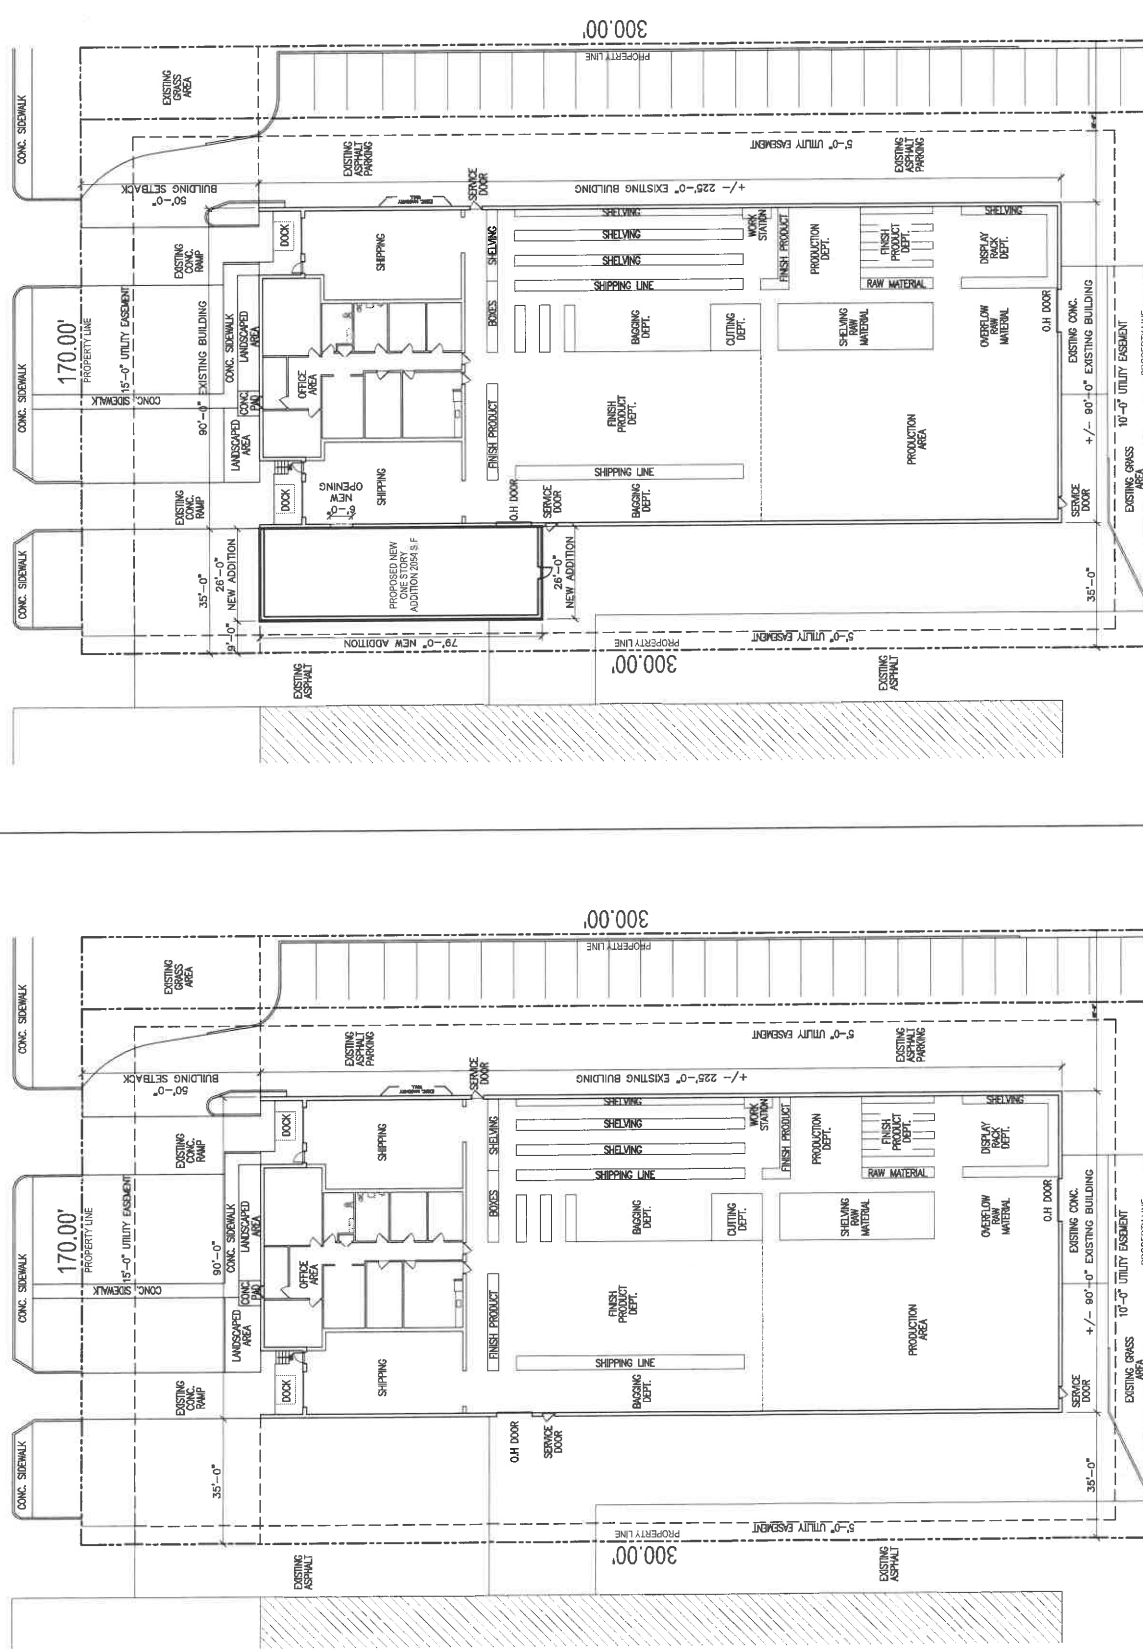 300.00'
PROPERTY LINE
CONC. SIDEWALK
EXISTING
GRASS
AREA
5'-0" UTILITY EASEMENT
EXISTING
ASPHALT
PARKING
EXISTING
ASPHALT
PARKING
50'-0"
BUILDING SETBACK
+/- 225'-0" EXISTING BUILDING
SERVICE
DOOR
EXISTING
CONC.
RAMP
DOCK
SHIPPING
SHELVING
BOXES
SHELVING
SHELVING
SHELVING
SHIPPING LINE
WORK
STATION
FINISH PRODUCT
PRODUCTION
DEPT.
FINISH
PRODUCT
DEPT.
RAW MATERIAL
SHELVING
DISPLAY
RACK
DEPT.
CONC. SIDEWALK
170.00'
PROPERTY LINE
15'-0" UTILITY EASEMENT
CONC. SIDEWALK
90'-0" EXISTING BUILDING
CONC. SIDEWALK
LANDSCAPED
AREA
CONC.
PAD
LANDSCAPED
AREA
OFFICE
AREA
BAGGING
DEPT.
CUTTING
DEPT.
SHELVING
RAW
MATERIAL
OVERFLOW
RAW
MATERIAL
O.H DOOR
EXISTING CONC.
+/- 90'-0" EXISTING BUILDING
10'-0" UTILITY EASEMENT
PROPERTY LINE
FINISH PRODUCT
FINISH
PRODUCT
DEPT.
PRODUCTION
AREA
EXISTING
CONC.
RAMP
DOCK
6'-0"
NEW
OPENING
SHIPPING
SHIPPING LINE
BAGGING
DEPT.
O.H DOOR
SERVICE
DOOR
SERVICE
DOOR
EXISTING GRASS
AREA
CONC. SIDEWALK
35'-0"
26'-0"
NEW ADDITION
9'-0"
PROPOSED NEW
ONE STORY
ADDITION 2054 S.F
26'-0"
NEW ADDITION
35'-0"
79'-0" NEW ADDITION
PROPERTY LINE
300.00'
5'-0" UTILITY EASEMENT
EXISTING
ASPHALT
EXISTING
ASPHALT
300.00'
PROPERTY LINE
CONC. SIDEWALK
EXISTING
GRASS
AREA
5'-0" UTILITY EASEMENT
EXISTING
ASPHALT
PARKING
EXISTING
ASPHALT
PARKING
50'-0"
BUILDING SETBACK
+/- 225'-0" EXISTING BUILDING
SERVICE
DOOR
EXISTING
CONC.
RAMP
DOCK
SHIPPING
SHELVING
BOXES
SHELVING
SHELVING
SHELVING
SHIPPING LINE
WORK
STATION
FINISH PRODUCT
PRODUCTION
DEPT.
FINISH
PRODUCT
DEPT.
RAW MATERIAL
SHELVING
DISPLAY
RACK
DEPT.
CONC. SIDEWALK
170.00'
PROPERTY LINE
15'-0" UTILITY EASEMENT
CONC. SIDEWALK
90'-0"
CONC. SIDEWALK
LANDSCAPED
AREA
CONC.
PAD
LANDSCAPED
AREA
OFFICE
AREA
BAGGING
DEPT.
CUTTING
DEPT.
SHELVING
RAW
MATERIAL
OVERFLOW
RAW
MATERIAL
O.H DOOR
EXISTING CONC.
+/- 90'-0" EXISTING BUILDING
10'-0" UTILITY EASEMENT
PROPERTY LINE
FINISH PRODUCT
FINISH
PRODUCT
DEPT.
PRODUCTION
AREA
EXISTING
CONC.
RAMP
DOCK
SHIPPING
SHIPPING LINE
BAGGING
DEPT.
O.H DOOR
SERVICE
DOOR
SERVICE
DOOR
EXISTING GRASS
AREA
CONC. SIDEWALK
35'-0"
35'-0"
PROPERTY LINE
300.00'
5'-0" UTILITY EASEMENT
EXISTING
ASPHALT
EXISTING
ASPHALT